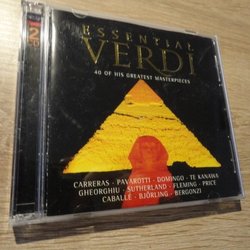 2
ESSENTIAL
VERDI
40 OF HIS GREATEST MASTERPIECES
CARRERAS · PAVAROTTI · DOMINGO · TE KANAWA
GHEORGHIU · SUTHERLAND · FLEMING · PRICE
CABALLÉ · BJÖRLING · BERGONZI